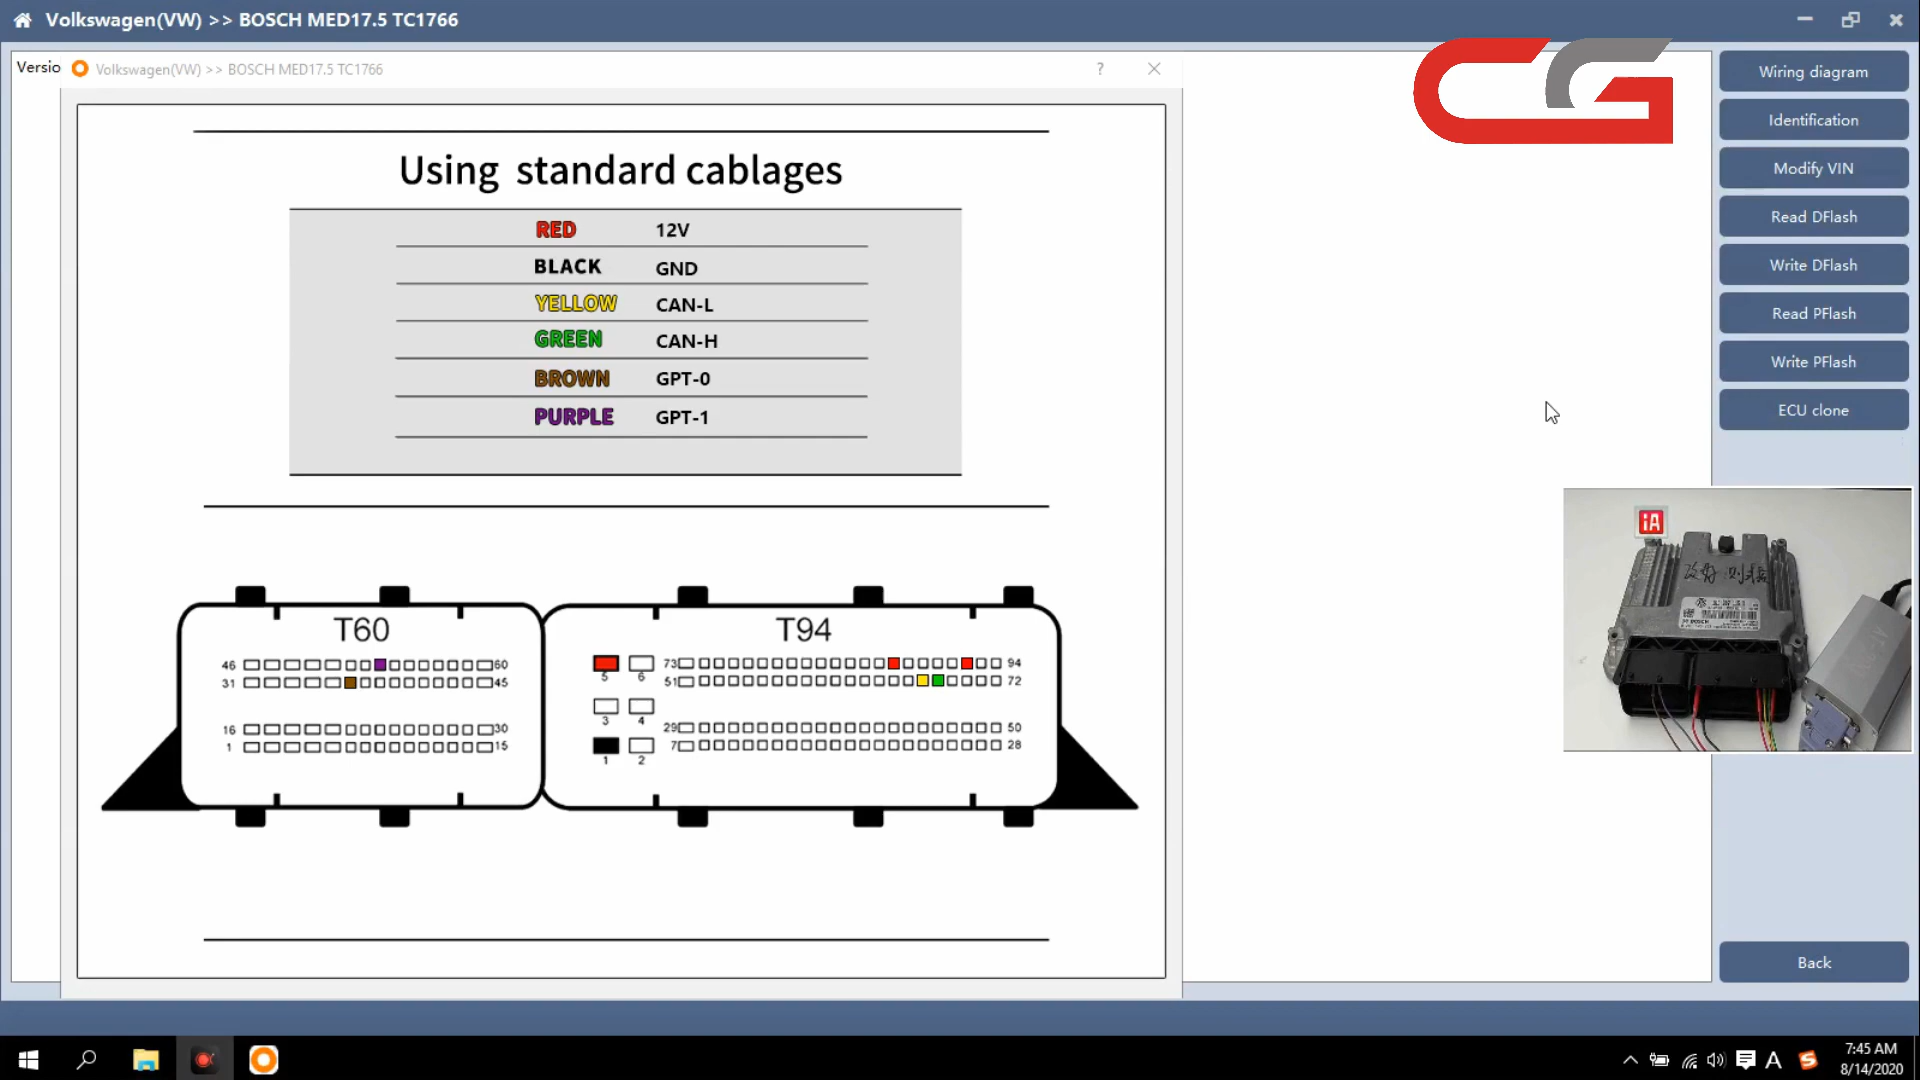 Volkswagen(VW) >> BOSCH MED17.5 TC1766
Versio
Volkswagen(VW) >> BOSCH MED17.5 TC1766
?
CG
Using standard cablages
RED 12V
BLACK GND
YELLOW CAN-L
GREEN CAN-H
BROWN GPT-0
PURPLE GPT-1
T60
46 60
31 45
16 30
1 15
T94
5 6 73 94
51 72
3 4
29 50
7 28
1 2
Wiring diagram
Identification
Modify VIN
Read DFlash
Write DFlash
Read PFlash
Write PFlash
ECU clone
iA
Back
A
S
7:45 AM
8/14/2020